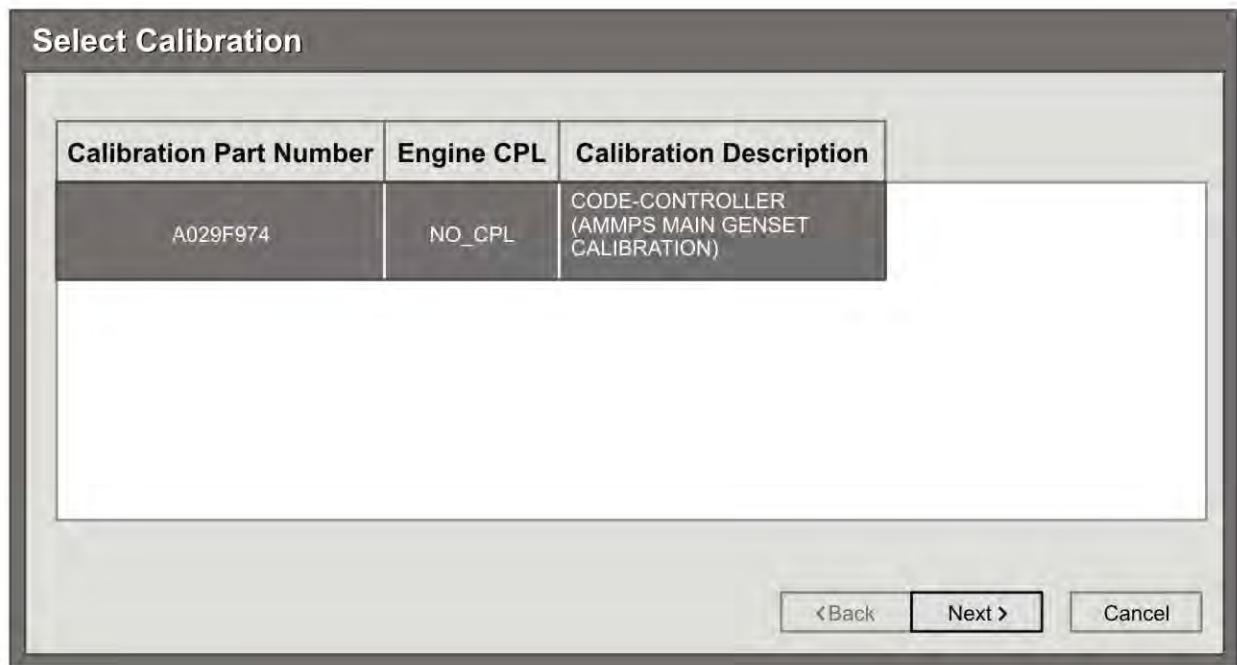 Select Calibration
Calibration Part Number Engine CPL Calibration Description
A029F974 NO_CPL CODE-CONTROLLER
(AMMPS MAIN GENSET
CALIBRATION)
<Back Next > Cancel